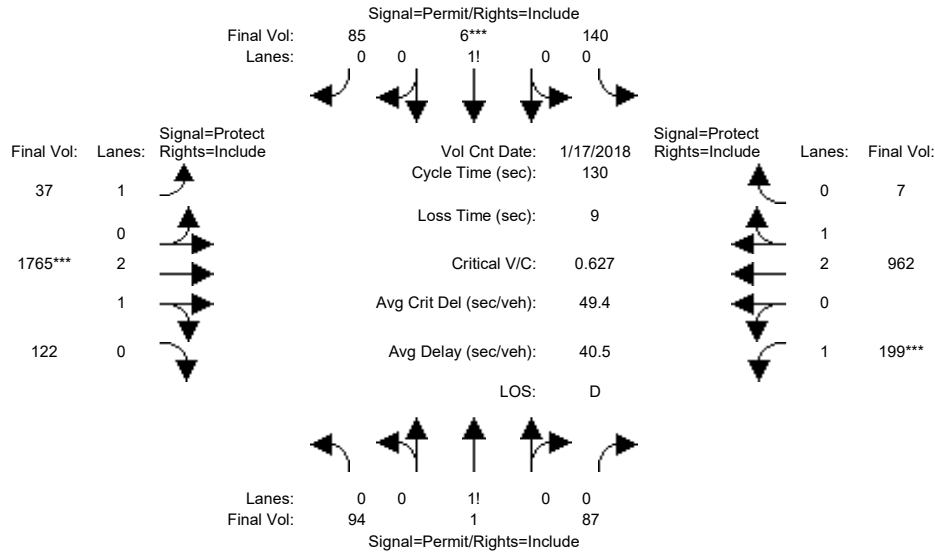 Signal=Permit/Rights=Include
Final Vol: 85 6*** 140
Lanes: 0 0 1! 0 0
Signal=Protect Signal=Protect
Final Vol: Lanes: Rights=Include Vol Cnt Date: 1/17/2018 Rights=Include Lanes: Final Vol:
Cycle Time (sec): 130
37 1 0 7
Loss Time (sec): 9
0 1
1765*** 2 Critical V/C: 0.627 2 962
1 Avg Crit Del (sec/veh): 49.4 0
122 0 Avg Delay (sec/veh): 40.5 1 199***
LOS: D
Lanes: 0 0 1! 0 0
Final Vol: 94 1 87
Signal=Permit/Rights=Include